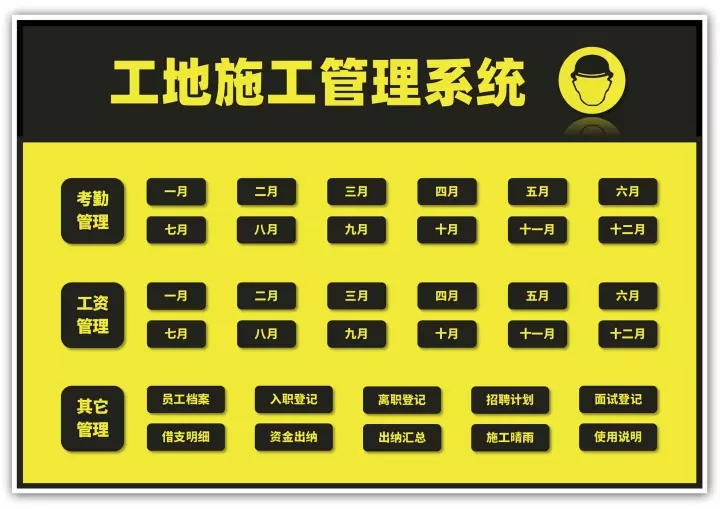 工地施工管理系统
考勤
管理
一月 二月 三月 四月 五月 六月
七月 八月 九月 十月 十一月 十二月
工资
管理
一月 二月 三月 四月 五月 六月
七月 八月 九月 十月 十一月 十二月
其它
管理
员工档案 入职登记 离职登记 招聘计划 面试登记
借支明细 资金出纳 出纳汇总 施工晴雨 使用说明